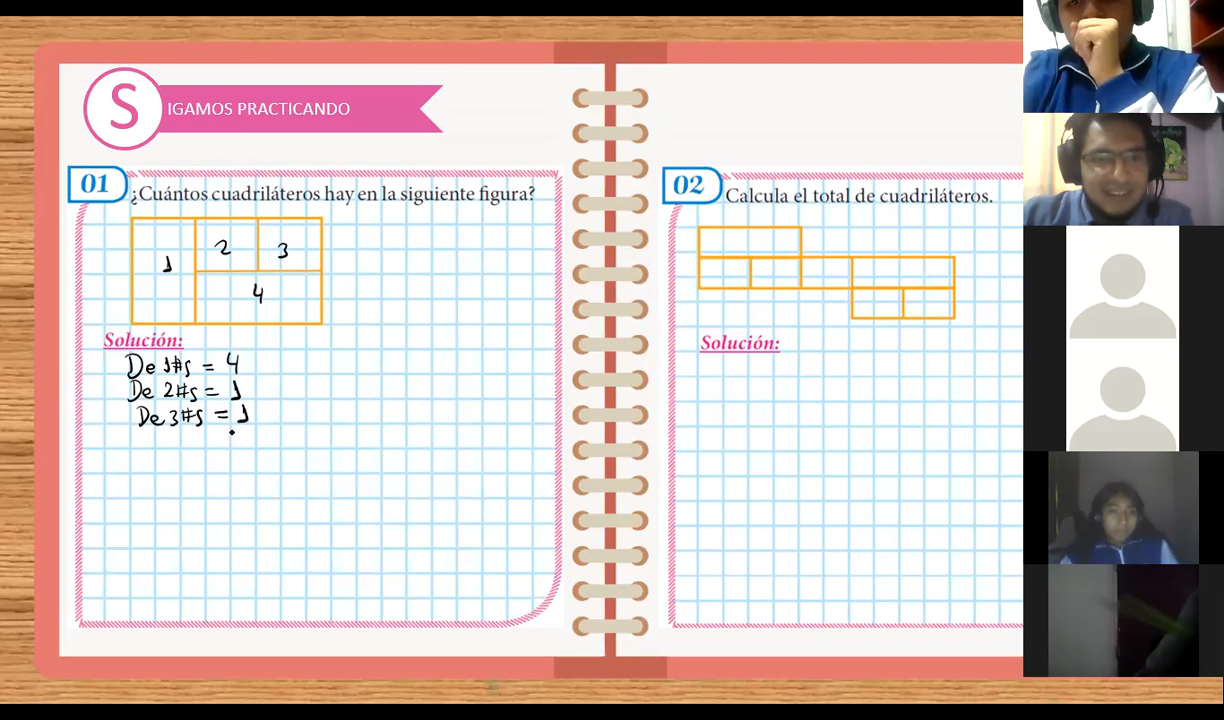 S IGAMOS PRACTICANDO
01 ¿Cuántos cuadriláteros hay en la siguiente figura?
1 2 3
4
Solución:
De 1#s = 4
De 2#s = 1
De 3#s = 1
02 Calcula el total de cuadriláteros.
Solución: